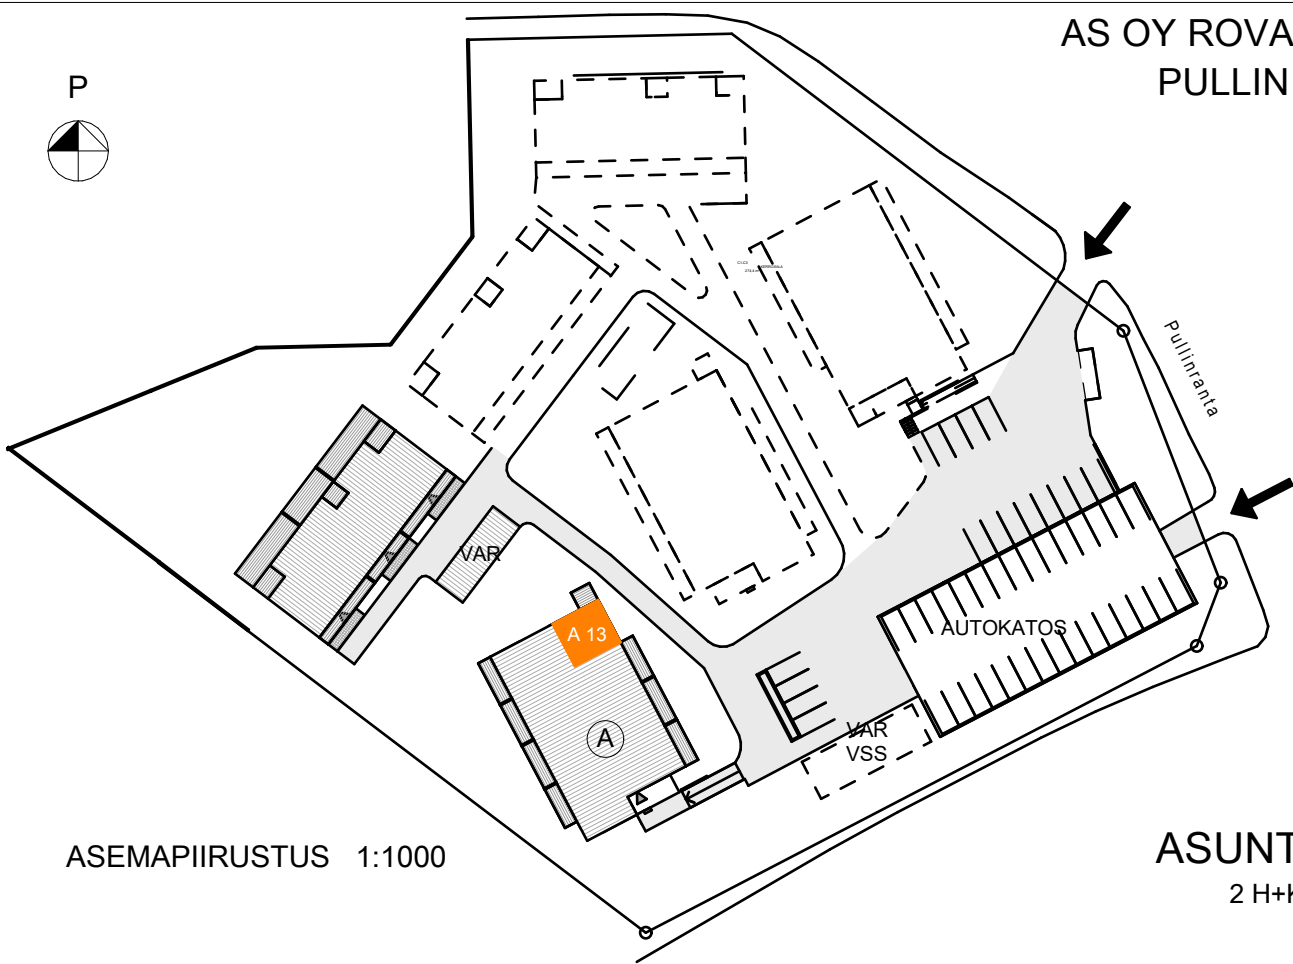 AS OY ROVA
PULLIN
P
Pullinranta
VAR
A 13
AUTOKATOS
A
VAR
VSS
ASEMAPIIRUSTUS 1:1000
ASUNT
2 H+K